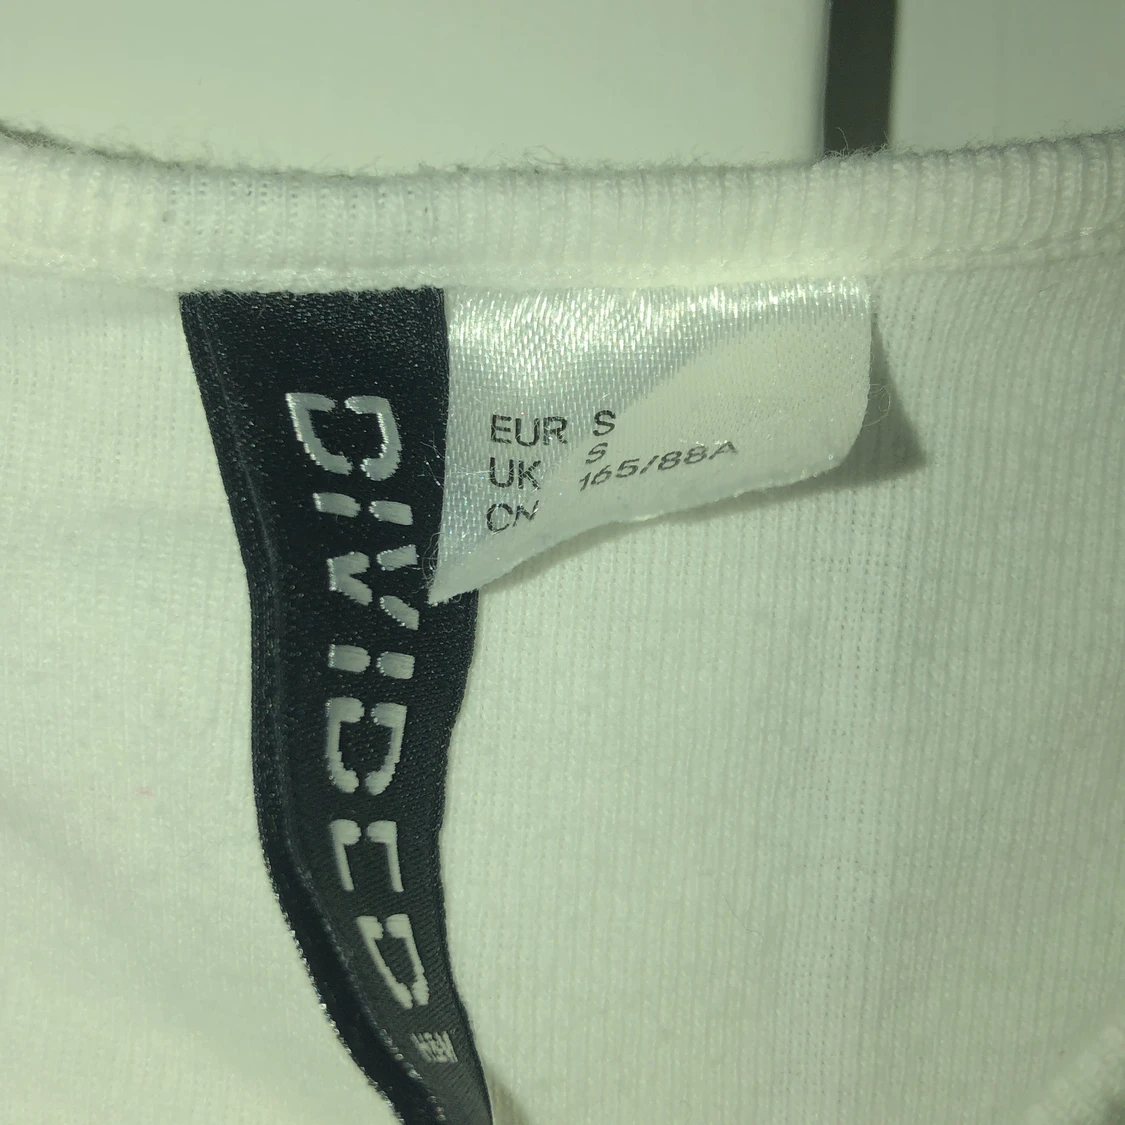 DIVIDED
H&M
EUR S
UK S
CN 165/88A